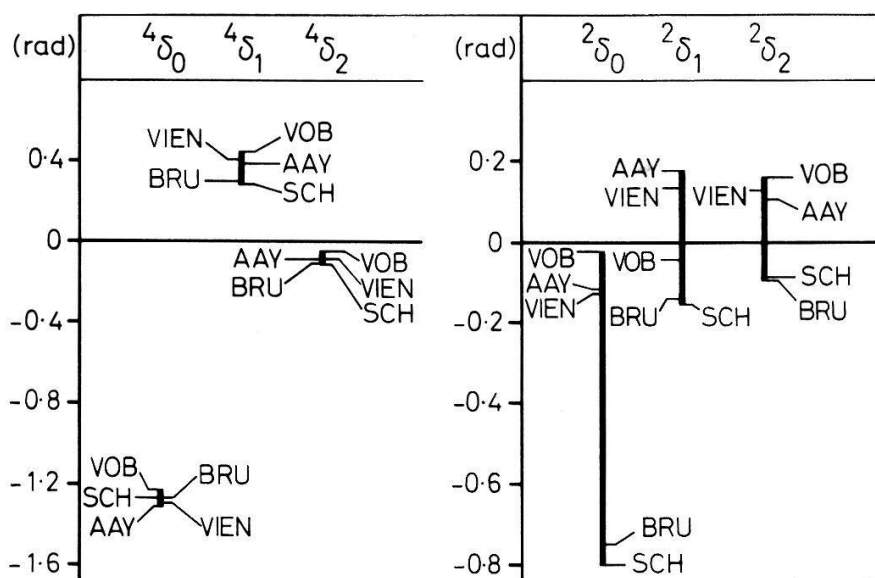 (rad) ⁴δ₀ ⁴δ₁ ⁴δ₂
VIEN VOB
0·4 AAY
BRU SCH
0
AAY VOB
BRU VIEN
SCH
-0·4
-0·8
VOB BRU
-1·2
SCH
AAY VIEN
-1·6
(rad) ²δ₀ ²δ₁ ²δ₂
0·2
AAY VOB
VIEN VIEN
AAY
0
VOB VOB
AAY SCH
VIEN BRU SCH BRU
-0·2
-0·4
-0·6
BRU
-0·8 SCH